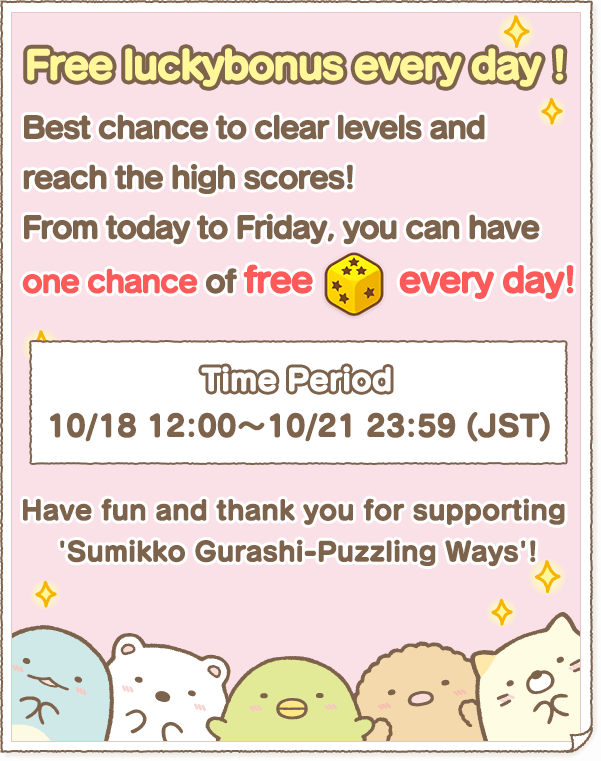 Free luckybonus every day !
Best chance to clear levels and
reach the high scores!
From today to Friday, you can have
one chance of free every day!
Time Period
10/18 12:00～10/21 23:59 (JST)
Have fun and thank you for supporting
'Sumikko Gurashi-Puzzling Ways'!